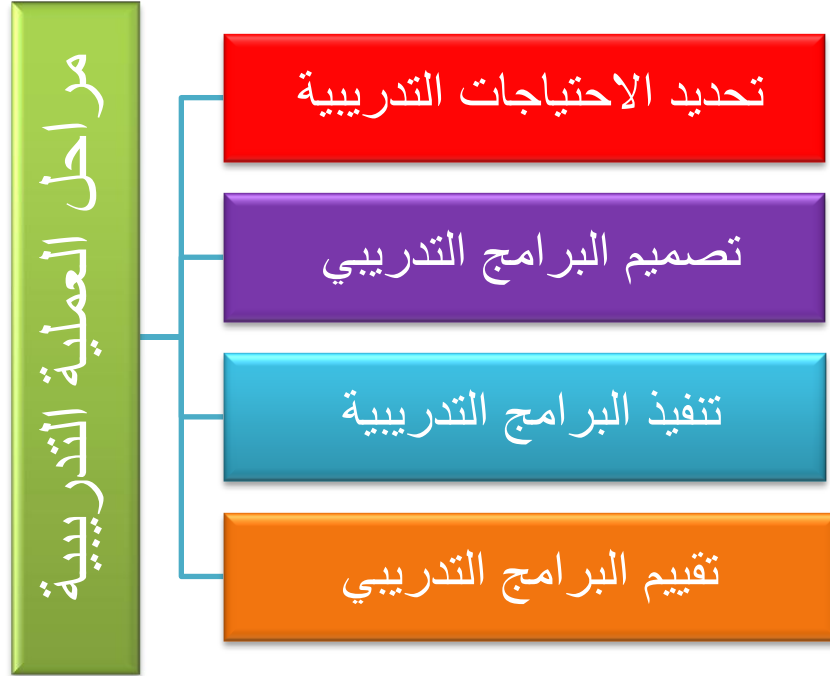 مراحل العملية التدريبية
تحديد الاحتياجات التدريبية
تصميم البرامج التدريبي
تنفيذ البرامج التدريبية
تقييم البرامج التدريبي